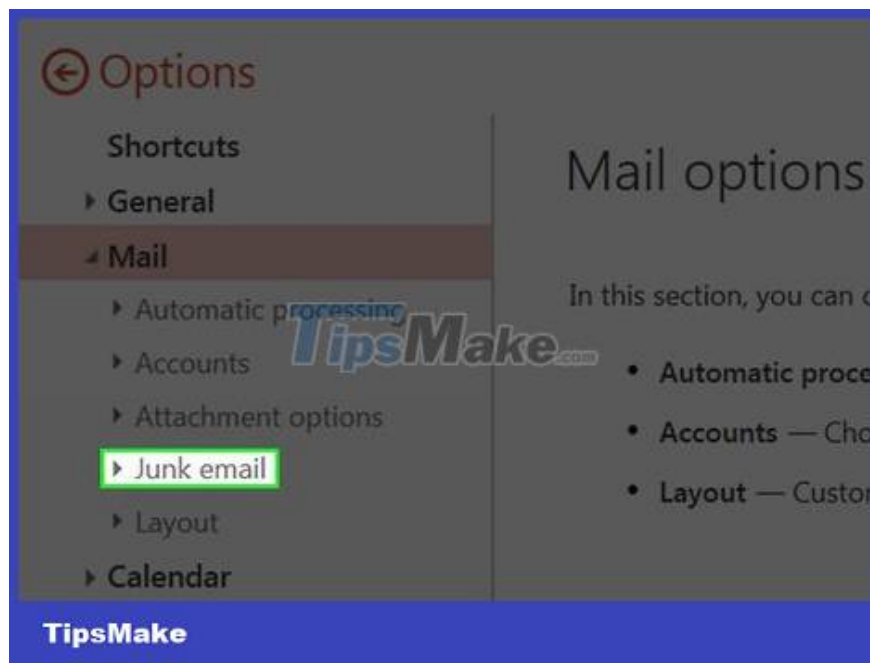 Options
Shortcuts
General
Mail
Automatic processing
Accounts
Attachment options
Junk email
Layout
Calendar
Mail options
In this section, you can
Automatic proce
Accounts — Cho
Layout — Custor
TipsMake.com
TipsMake